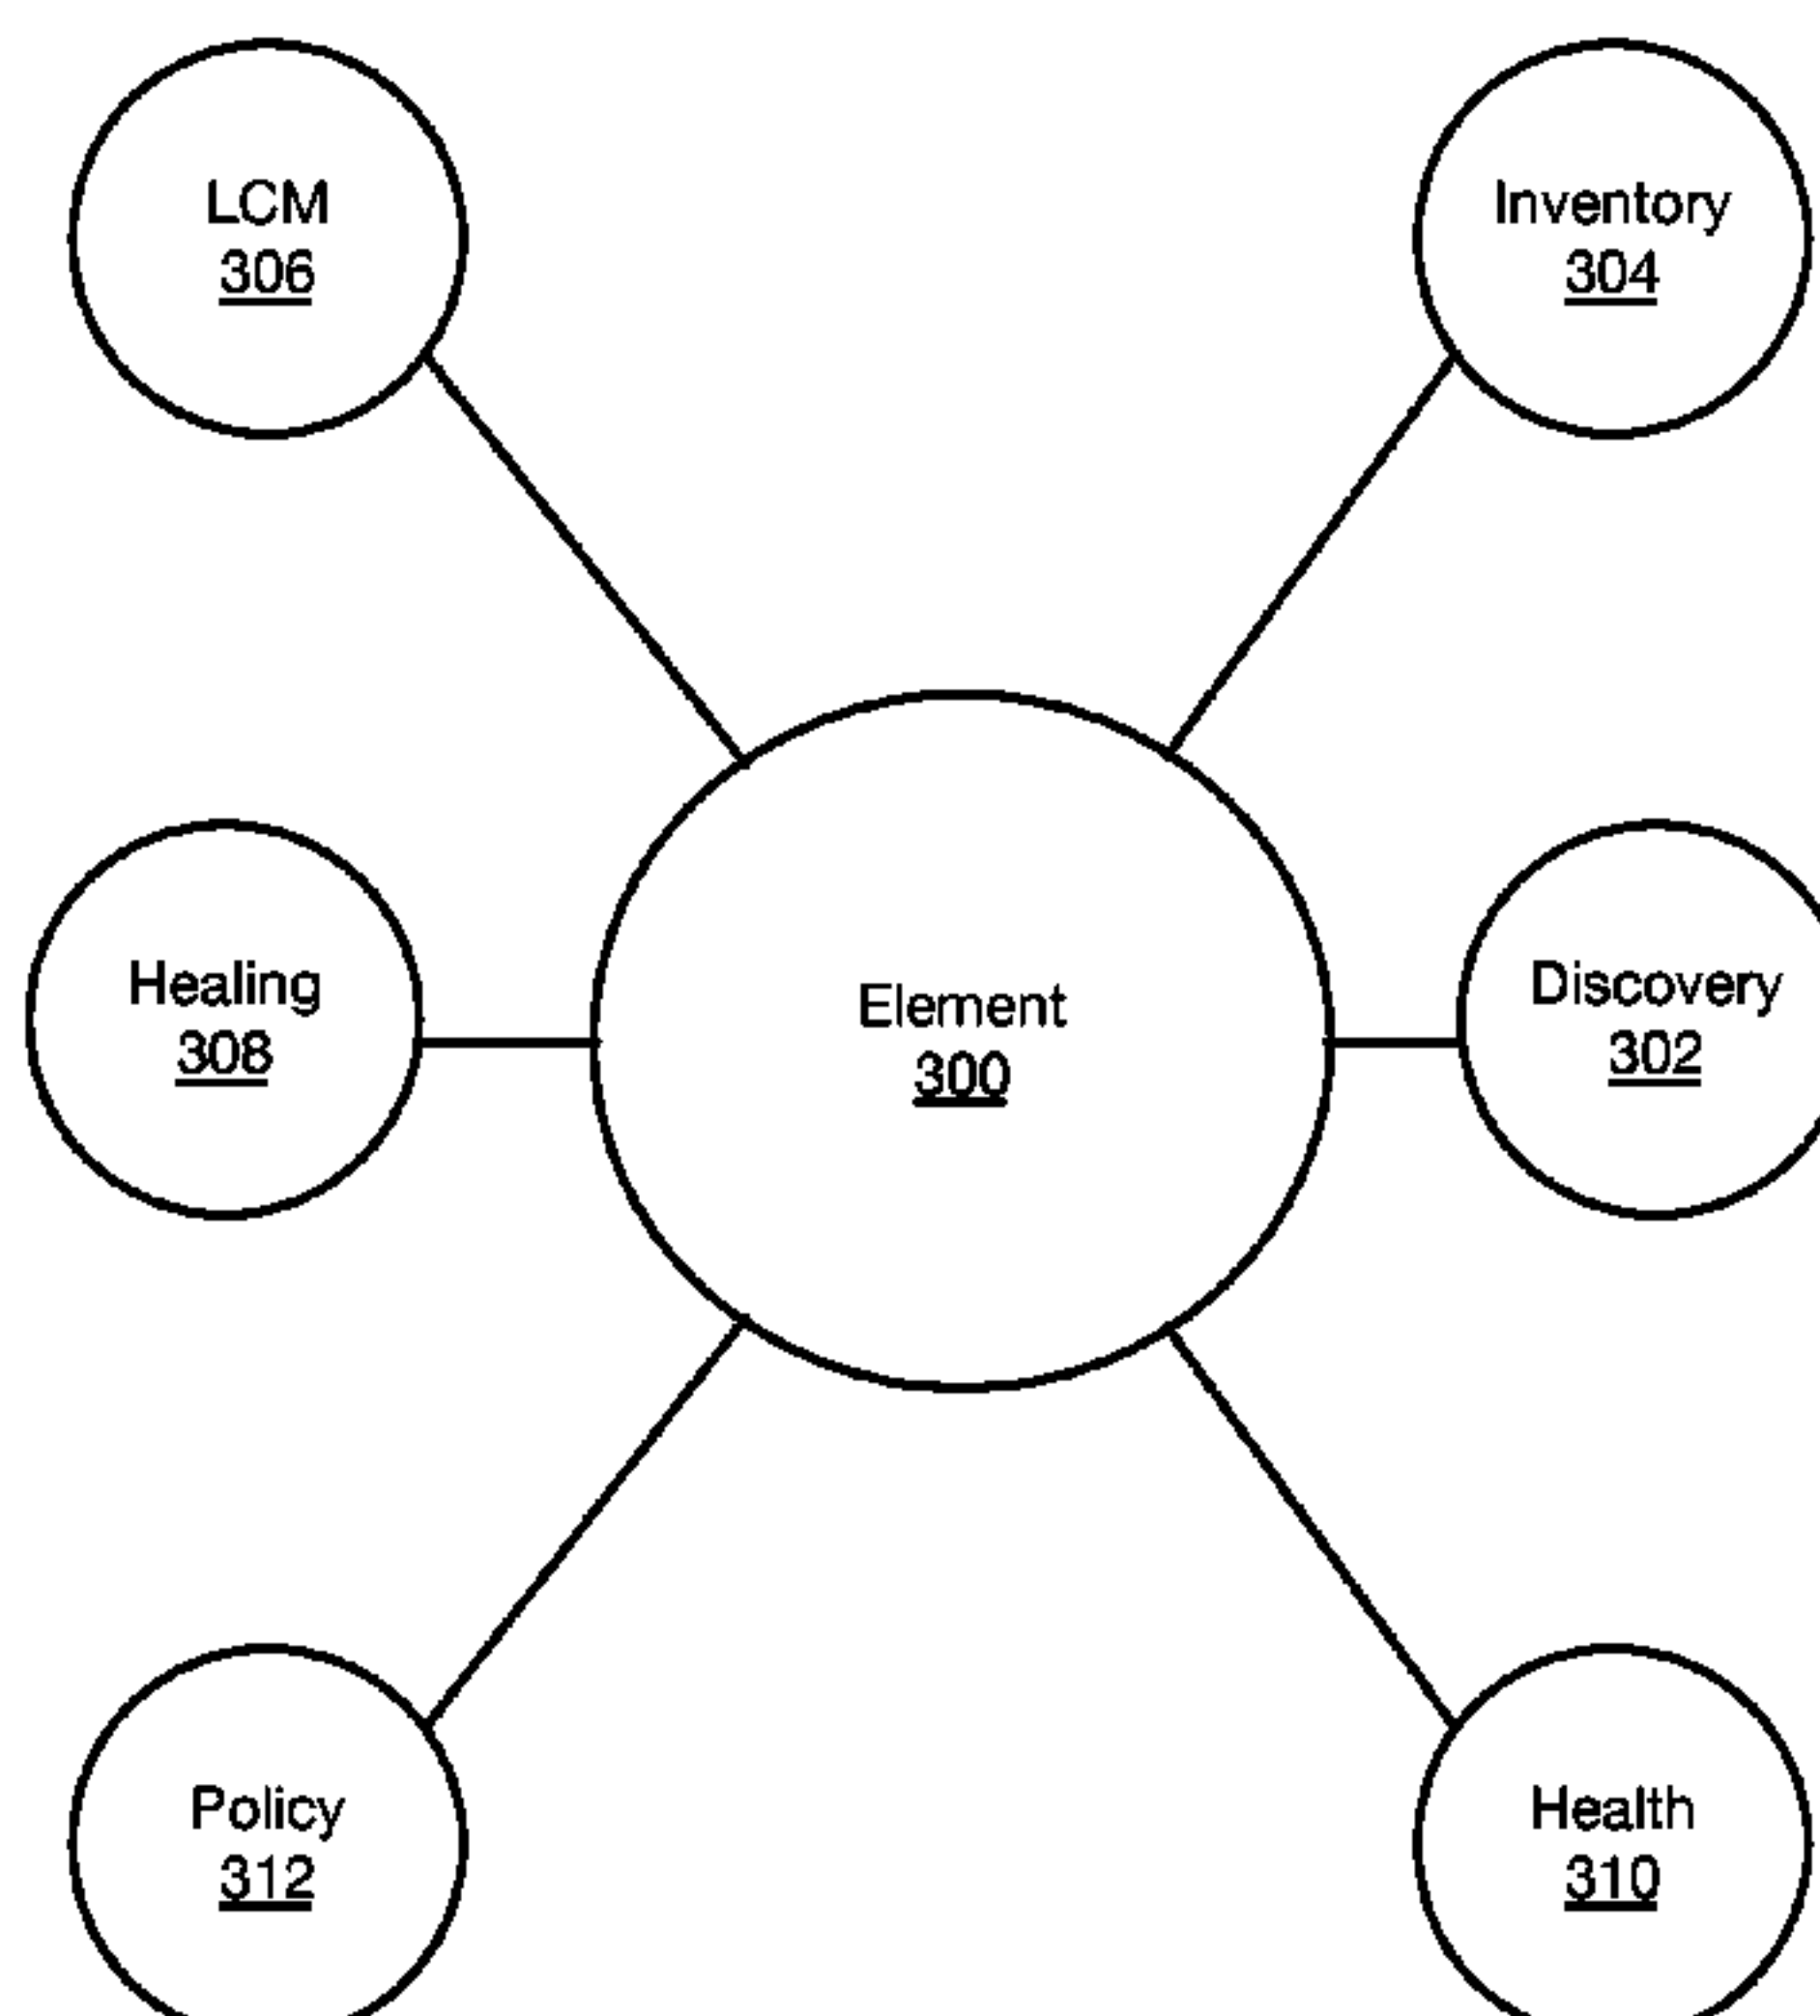 LCM
306
Inventory
304
Healing
308
Element
300
Discovery
302
Policy
312
Health
310